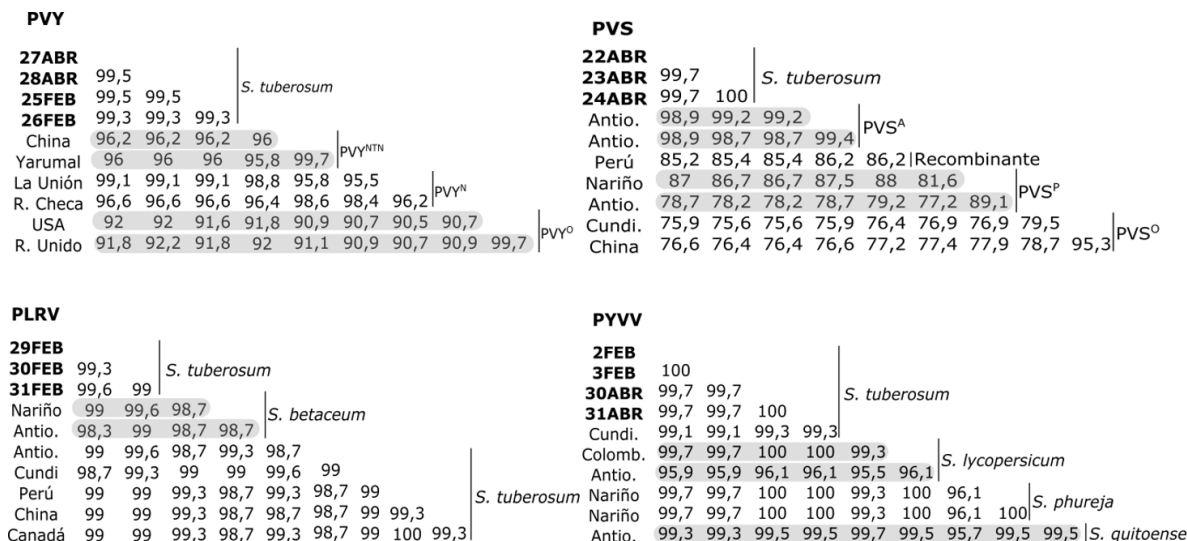 PVY
27ABR
28ABR 99,5
25FEB 99,5 99,5
26FEB 99,3 99,3 99,3
S. tuberosum
China 96,2 96,2 96,2 96
Yarumal 96 96 96 95,8 99,7
PVY^NTN
La Unión 99,1 99,1 99,1 98,8 95,8 95,5
R. Checa 96,6 96,6 96,6 96,4 98,6 98,4 96,2
PVY^N
USA 92 92 91,6 91,8 90,9 90,7 90,5 90,7
R. Unido 91,8 92,2 91,8 92 91,1 90,9 90,7 90,9 99,7
PVY^O
PVS
22ABR
23ABR 99,7
24ABR 99,7 100
S. tuberosum
Antio. 98,9 99,2 99,2
Antio. 98,9 98,7 98,7 99,4
PVS^A
Perú 85,2 85,4 85,4 86,2 86,2 Recombinante
Nariño 87 86,7 86,7 87,5 88 81,6
Antio. 78,7 78,2 78,2 78,7 79,2 77,2 89,1
PVS^P
Cundi. 75,9 75,6 75,6 75,9 76,4 76,9 76,9 79,5
China 76,6 76,4 76,4 76,6 77,2 77,4 77,9 78,7 95,3
PVS^O
PLRV
29FEB
30FEB 99,3
31FEB 99,6 99
S. tuberosum
Nariño 99 99,6 98,7
Antio. 98,3 99 98,7 98,7
S. betaceum
Antio. 99 99,6 98,7 99,3 98,7
Cundi 98,7 99,3 99 99 99,6 99
Perú 99 99 99,3 98,7 99,3 98,7 99
China 99 99 99,3 98,7 98,7 98,7 99 99,3
Canadá 99 99 99,3 98,7 99,3 98,7 99 100 99,3
S. tuberosum
PYVV
2FEB
3FEB 100
30ABR 99,7 99,7
31ABR 99,7 99,7 100
Cundi. 99,1 99,1 99,3 99,3
S. tuberosum
Colomb. 99,7 99,7 100 100 99,3
Antio. 95,9 95,9 96,1 96,1 95,5 96,1
S. lycopersicum
Nariño 99,7 99,7 100 100 99,3 100 96,1
Nariño 99,7 99,7 100 100 99,3 100 96,1 100
S. phureja
Antio. 99,3 99,3 99,5 99,5 99,7 99,5 95,7 99,5 99,5 S. quitoense